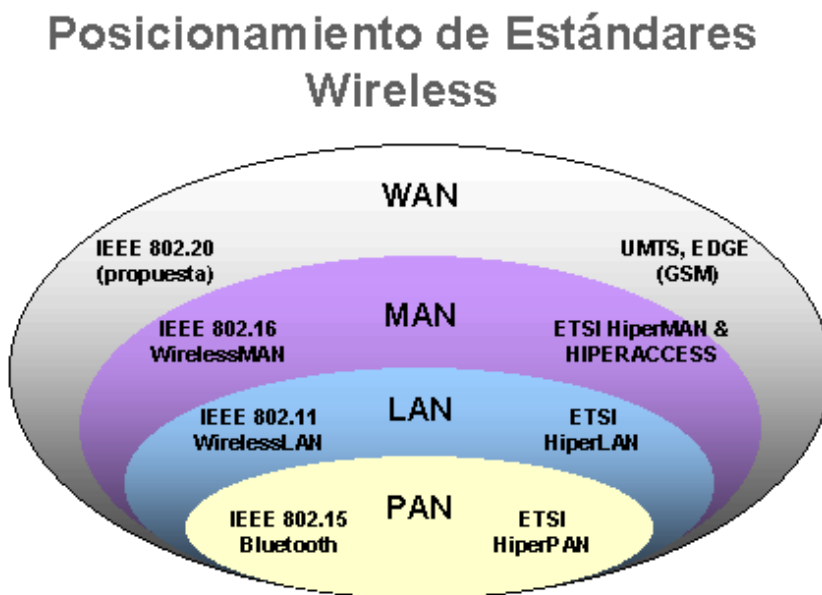 Posicionamiento de Estándares
Wireless
WAN
IEEE 802.20
(propuesta)
UMTS, EDGE
(GSM)
MAN
IEEE 802.16
WirelessMAN
ETSI HiperMAN &
HIPERACCESS
LAN
IEEE 802.11
WirelessLAN
ETSI
HiperLAN
PAN
IEEE 802.15
Bluetooth
ETSI
HiperPAN